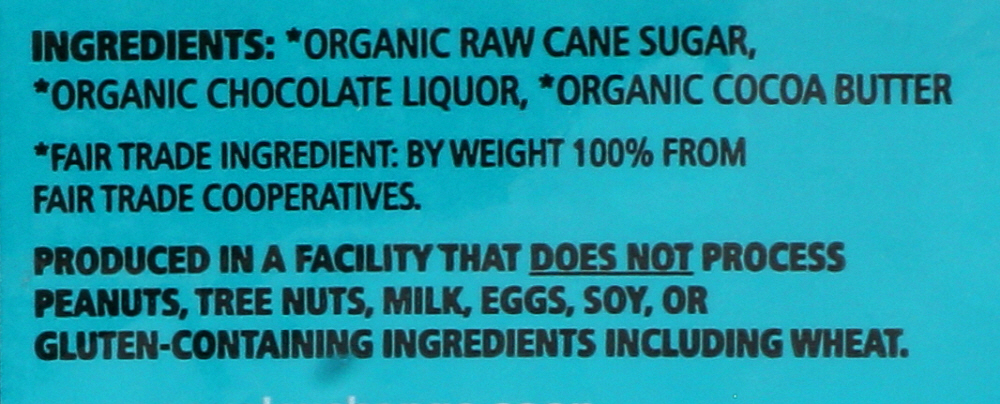 INGREDIENTS: *ORGANIC RAW CANE SUGAR,
*ORGANIC CHOCOLATE LIQUOR, *ORGANIC COCOA BUTTER
*FAIR TRADE INGREDIENT: BY WEIGHT 100% FROM
FAIR TRADE COOPERATIVES.
PRODUCED IN A FACILITY THAT DOES NOT PROCESS
PEANUTS, TREE NUTS, MILK, EGGS, SOY, OR
GLUTEN-CONTAINING INGREDIENTS INCLUDING WHEAT.